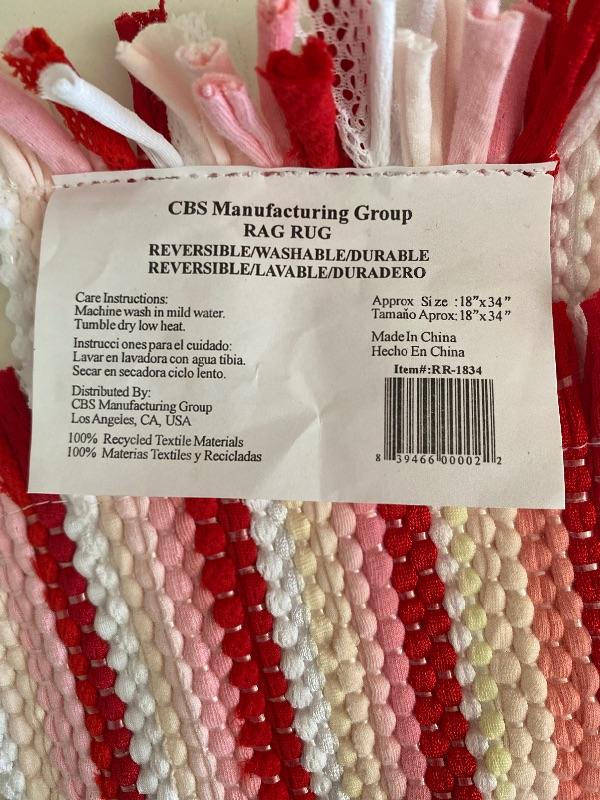 CBS Manufacturing Group
RAG RUG
REVERSIBLE/WASHABLE/DURABLE
REVERSIBLE/LAVABLE/DURADERO
Care Instructions:
Machine wash in mild water.
Tumble dry low heat.
Instrucciones para el cuidado:
Lavar en lavadora con agua tibia.
Secar en secadora ciclo lento.
Distributed By:
CBS Manufacturing Group
Los Angeles, CA, USA
100% Recycled Textile Materials
100% Materias Textiles y Recicladas
Approx Size :18”x34”
Tamaño Aprox:18”x34”
Made In China
Hecho En China
Item#:RR-1834
8 39466 00002 2